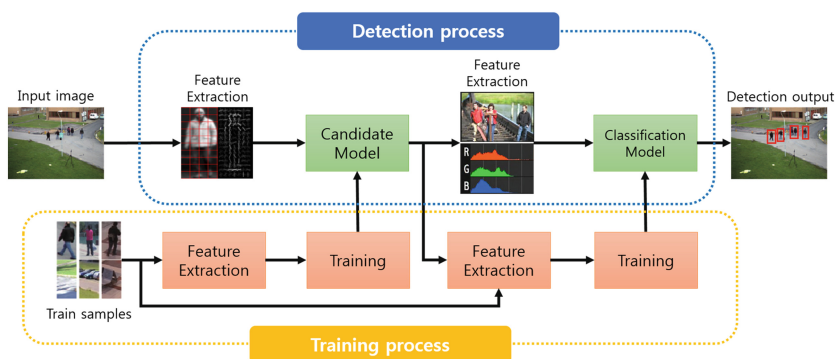 Detection process
Input image
Feature
Extraction
Candidate
Model
Feature
Extraction
R
G
B
Classification
Model
Detection output
Train samples
Feature
Extraction
Training
Feature
Extraction
Training
Training process